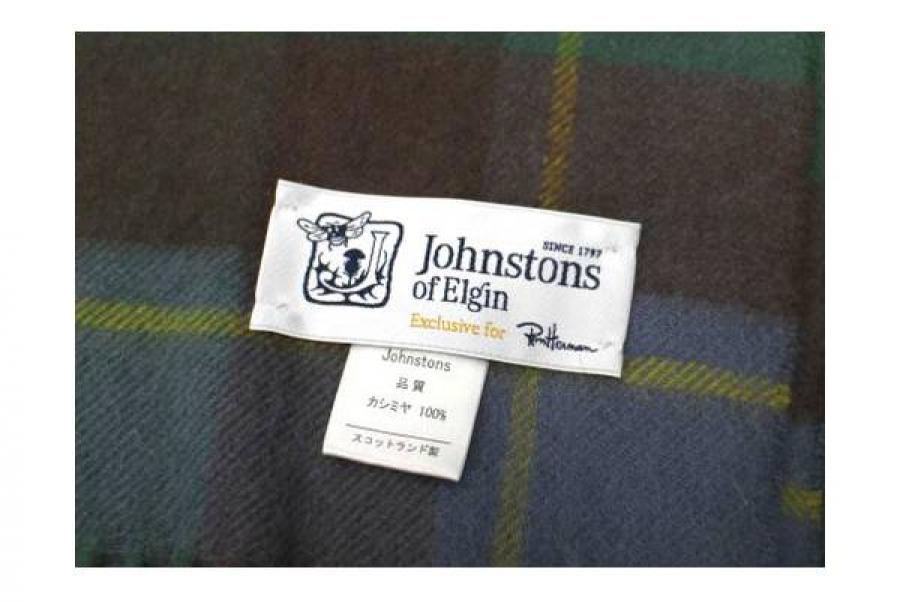 SINCE 1797
Johnstons
of Elgin
Exclusive for Ron Herman
Johnstons
品質
カシミヤ 100%
スコットランド製